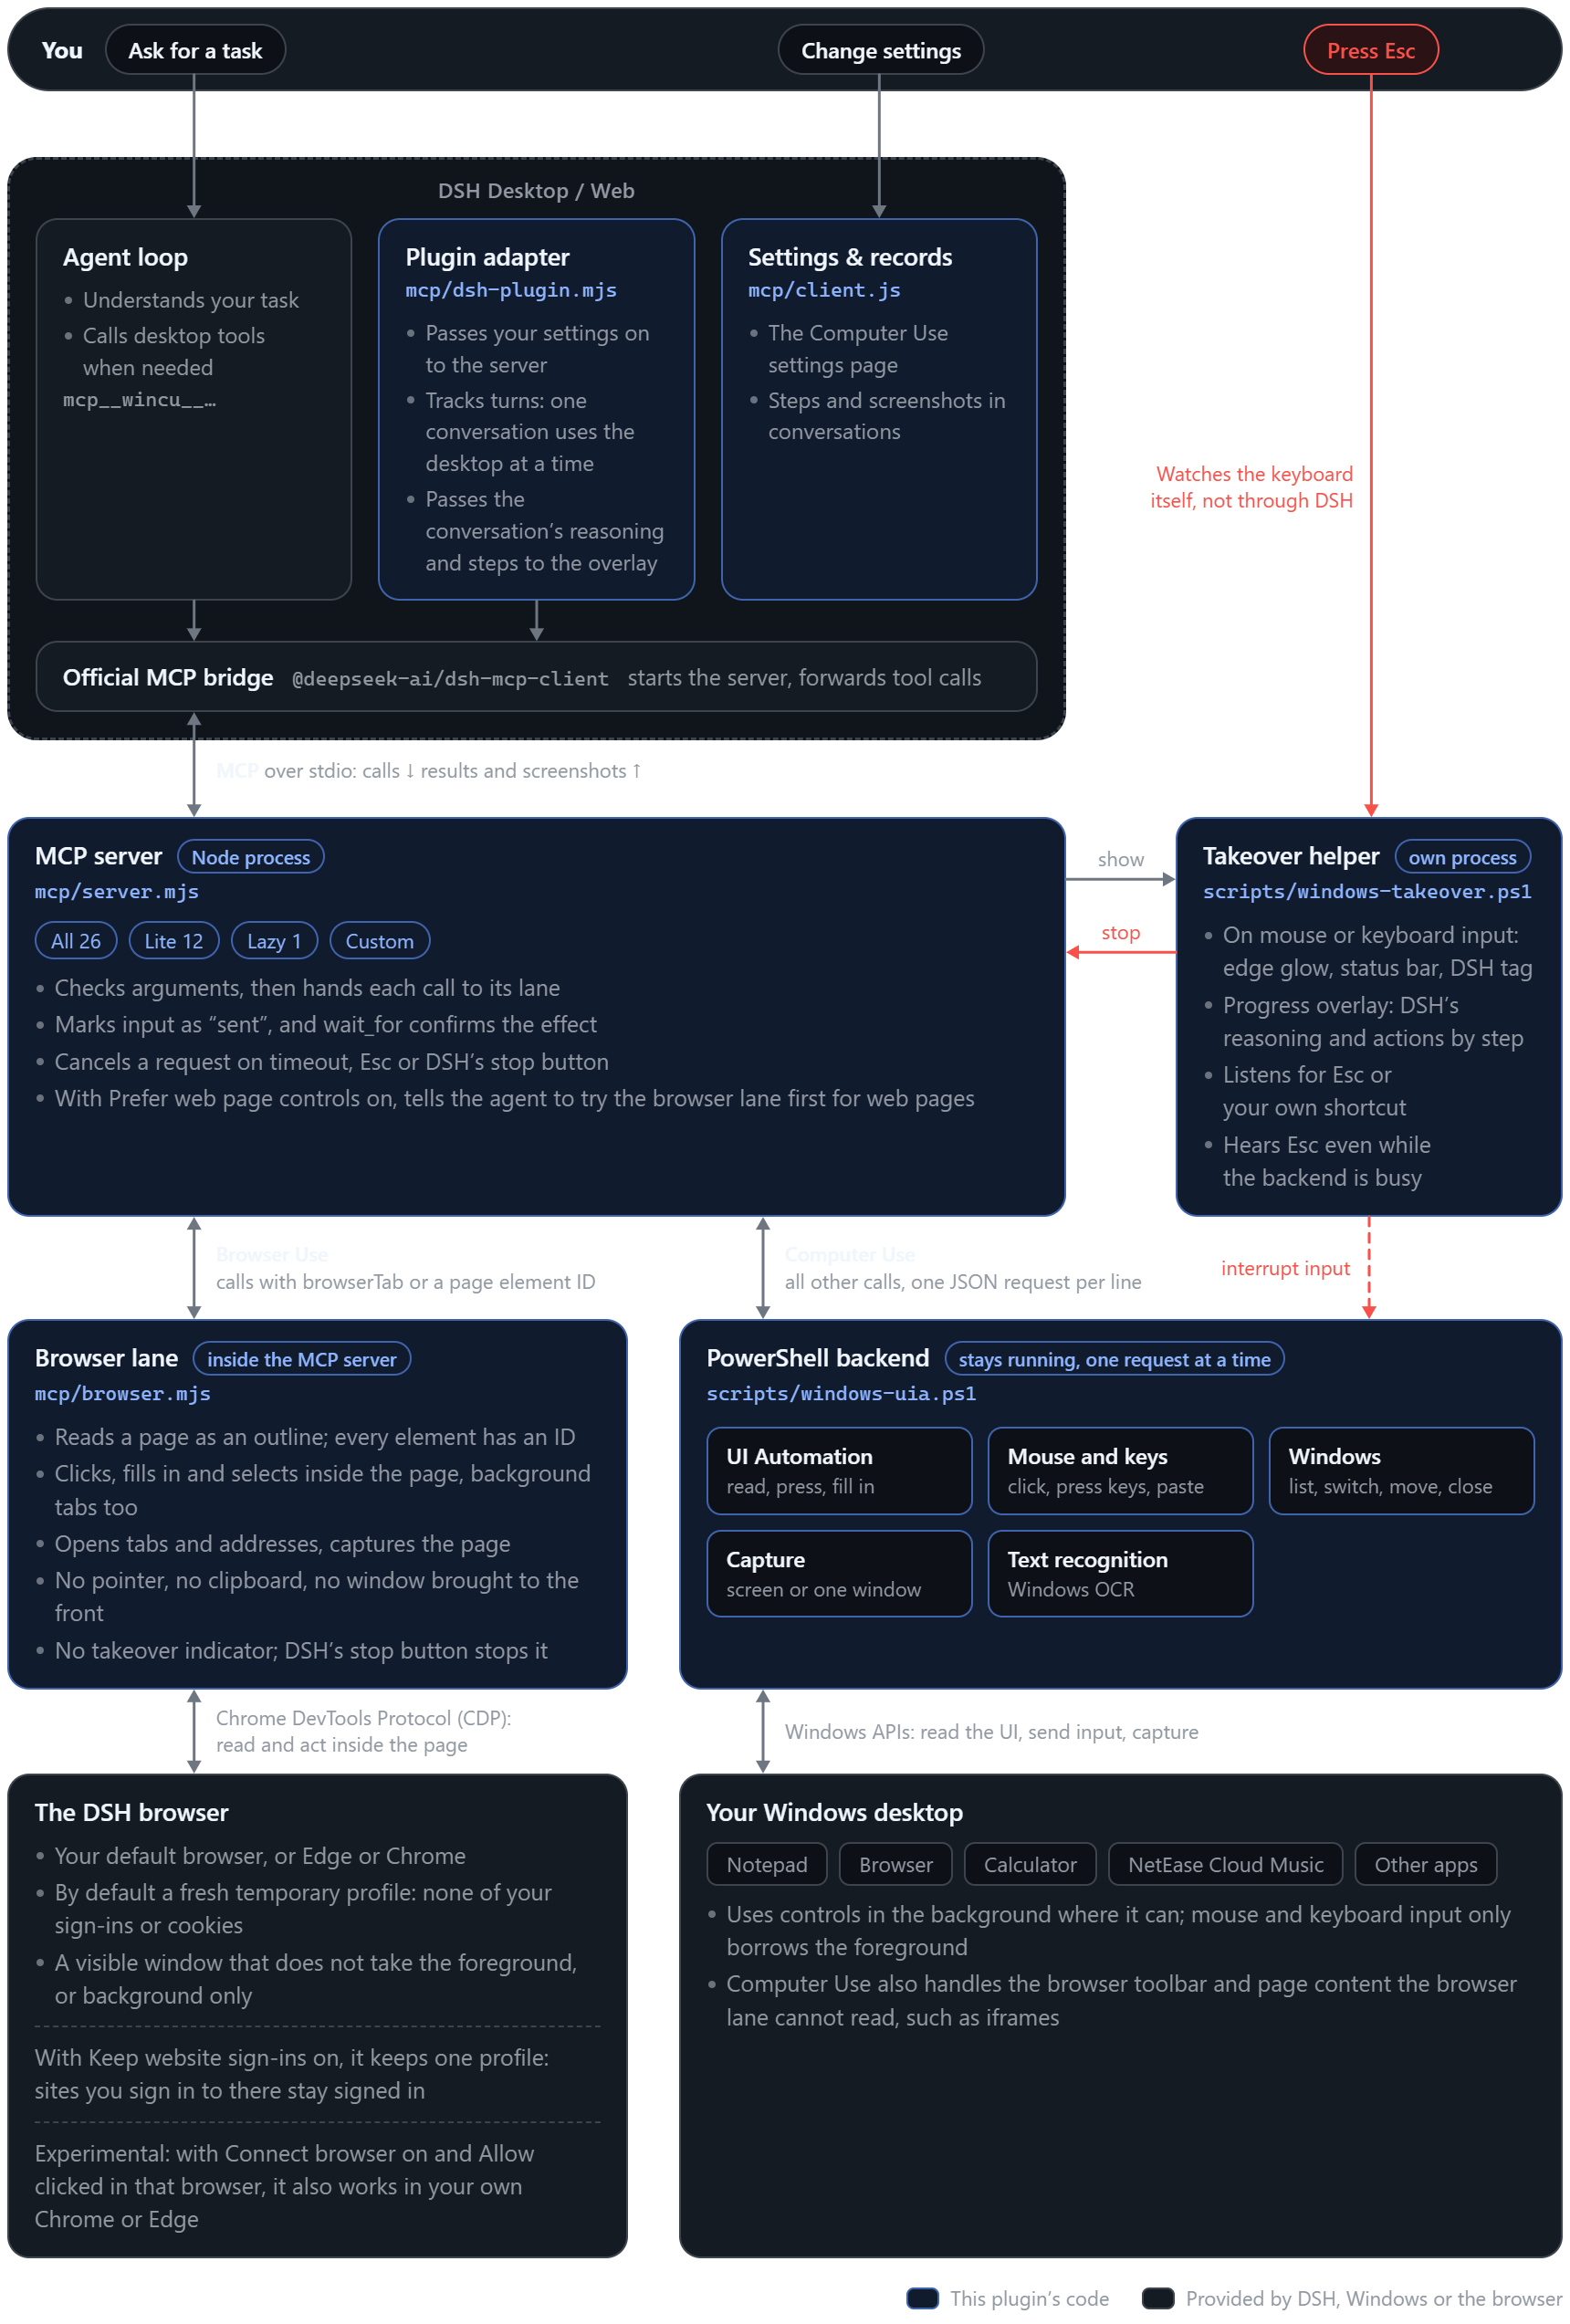 You
Ask for a task
Change settings
Press Esc
DSH Desktop / Web
Agent loop
• Understands your task
• Calls desktop tools
when needed
mcp__wincu__…
Plugin adapter
mcp/dsh-plugin.mjs
• Passes your settings on
to the server
• Tracks turns: one
conversation uses the
desktop at a time
• Passes the
conversation’s reasoning
and steps to the overlay
Settings & records
mcp/client.js
• The Computer Use
settings page
• Steps and screenshots in
conversations
Watches the keyboard
itself, not through DSH
Official MCP bridge @deepseek-ai/dsh-mcp-client starts the server, forwards tool calls
MCP over stdio: calls ↓ results and screenshots ↑
MCP server Node process
mcp/server.mjs
All 26
Lite 12
Lazy 1
Custom
• Checks arguments, then hands each call to its lane
• Marks input as “sent”, and wait_for confirms the effect
• Cancels a request on timeout, Esc or DSH’s stop button
• With Prefer web page controls on, tells the agent to try the browser lane first for web pages
show
stop
Takeover helper own process
scripts/windows-takeover.ps1
• On mouse or keyboard input:
edge glow, status bar, DSH tag
• Progress overlay: DSH’s
reasoning and actions by step
• Listens for Esc or
your own shortcut
• Hears Esc even while
the backend is busy
Browser Use
calls with browserTab or a page element ID
Computer Use
all other calls, one JSON request per line
interrupt input
Browser lane inside the MCP server
mcp/browser.mjs
• Reads a page as an outline; every element has an ID
• Clicks, fills in and selects inside the page, background
tabs too
• Opens tabs and addresses, captures the page
• No pointer, no clipboard, no window brought to the
front
• No takeover indicator; DSH’s stop button stops it
PowerShell backend stays running, one request at a time
scripts/windows-uia.ps1
UI Automation
read, press, fill in
Mouse and keys
click, press keys, paste
Windows
list, switch, move, close
Capture
screen or one window
Text recognition
Windows OCR
Chrome DevTools Protocol (CDP):
read and act inside the page
Windows APIs: read the UI, send input, capture
The DSH browser
• Your default browser, or Edge or Chrome
• By default a fresh temporary profile: none of your
sign-ins or cookies
• A visible window that does not take the foreground,
or background only
With Keep website sign-ins on, it keeps one profile:
sites you sign in to there stay signed in
Experimental: with Connect browser on and Allow
clicked in that browser, it also works in your own
Chrome or Edge
Your Windows desktop
Notepad
Browser
Calculator
NetEase Cloud Music
Other apps
• Uses controls in the background where it can; mouse and keyboard input only
borrows the foreground
• Computer Use also handles the browser toolbar and page content the browser
lane cannot read, such as iframes
This plugin’s code
Provided by DSH, Windows or the browser